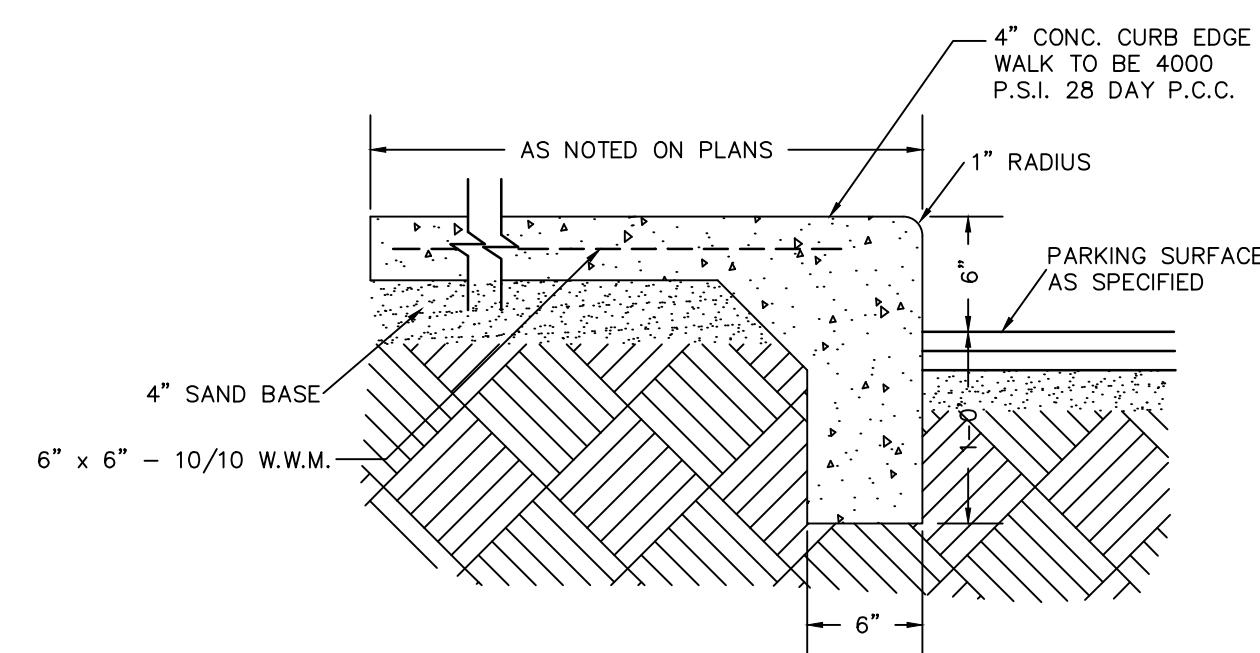 4” CONC. CURB EDGE
WALK TO BE 4000
P.S.I. 28 DAY P.C.C.
AS NOTED ON PLANS
1” RADIUS
6”
PARKING SURFACE
AS SPECIFIED
4” SAND BASE
1-0”
6” x 6” – 10/10 W.W.M.
6”